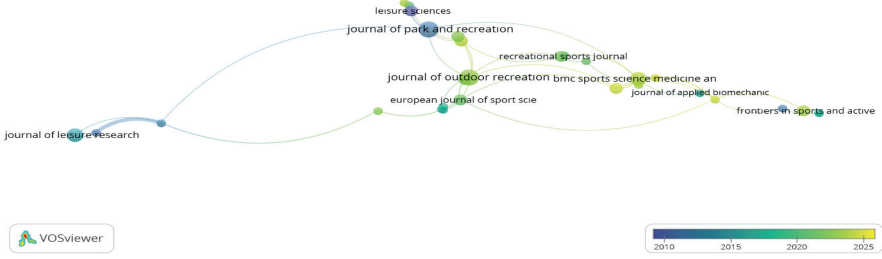 leisure sciences
journal of park and recreation
recreational sports journal
journal of outdoor recreation
bmc sports science medicine an
journal of applied biomechanic
european journal of sport scie
frontiers in sports and active
journal of leisure research
VOSviewer
2010 2015 2020 2025